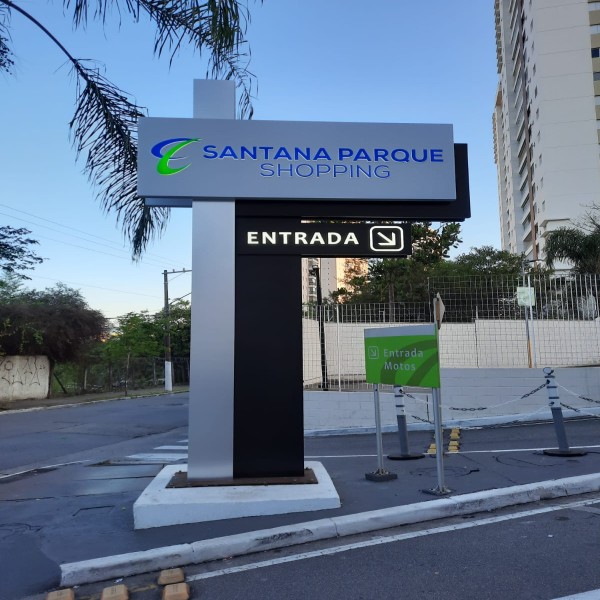 SANTANA PARQUE
SHOPPING
ENTRADA
Entrada
Motos